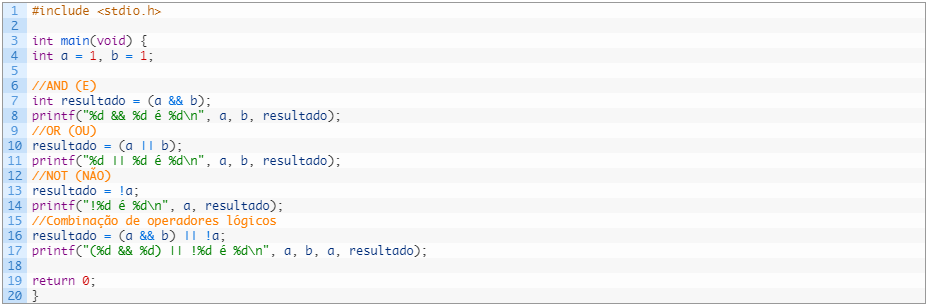 1 #include <stdio.h>
2
3 int main(void) {
4 int a = 1, b = 1;
5
6 //AND (E)
7 int resultado = (a && b);
8 printf("%d && %d é %d\n", a, b, resultado);
9 //OR (OU)
10 resultado = (a || b);
11 printf("%d || %d é %d\n", a, b, resultado);
12 //NOT (NÃO)
13 resultado = !a;
14 printf("!%d é %d\n", a, resultado);
15 //Combinação de operadores lógicos
16 resultado = (a && b) || !a;
17 printf("(%d && %d) || !%d é %d\n", a, b, a, resultado);
18
19 return 0;
20 }